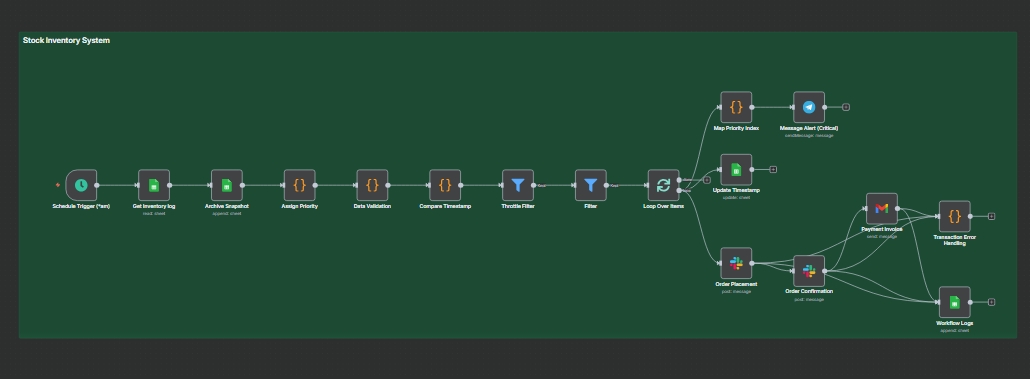 Stock Inventory System
Map Priority Index
Message Alert (Critical)
sendMessage: message
Schedule Trigger (*am)
Get Inventory log
read: sheet
Archive Snapshot
append: sheet
Assign Priority
Data Validation
Compare Timestamp
Throttle Filter
Kept
Filter
Kept
Loop Over Items
Update Timestamp
update: sheet
Payment Invoice
send: message
Transaction Error
Handling
Order Placement
post: message
Order Confirmation
post: message
Workflow Logs
append: sheet